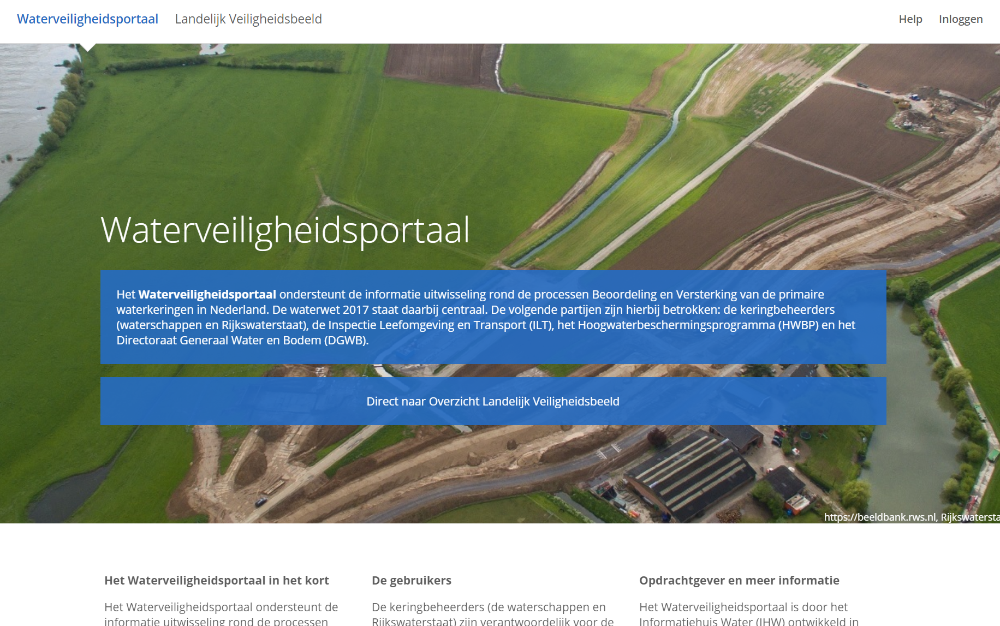 Waterveiligheidsportaal Landelijk Veiligheidsbeeld Help Inloggen
Waterveiligheidsportaal
Het Waterveiligheidsportaal ondersteunt de informatie uitwisseling rond de processen Beoordeling en Versterking van de primaire
waterkeringen in Nederland. De waterwet 2017 staat daarbij centraal. De volgende partijen zijn hierbij betrokken: de keringbeheerders
(waterschappen en Rijkswaterstaat), de Inspectie Leefomgeving en Transport (ILT), het Hoogwaterbeschermingsprogramma (HWBP) en het
Directoraat Generaal Water en Bodem (DGWB).
Direct naar Overzicht Landelijk Veiligheidsbeeld
https://beeldbank.rws.nl, Rijkswatersta
Het Waterveiligheidsportaal in het kort
Het Waterveiligheidsportaal ondersteunt de
informatie uitwisseling rond de processen
De gebruikers
De keringbeheerders (de waterschappen en
Rijkswaterstaat) zijn verantwoordelijk voor de
Opdrachtgever en meer informatie
Het Waterveiligheidsportaal is door het
Informatiehuis Water (IHW) ontwikkeld in